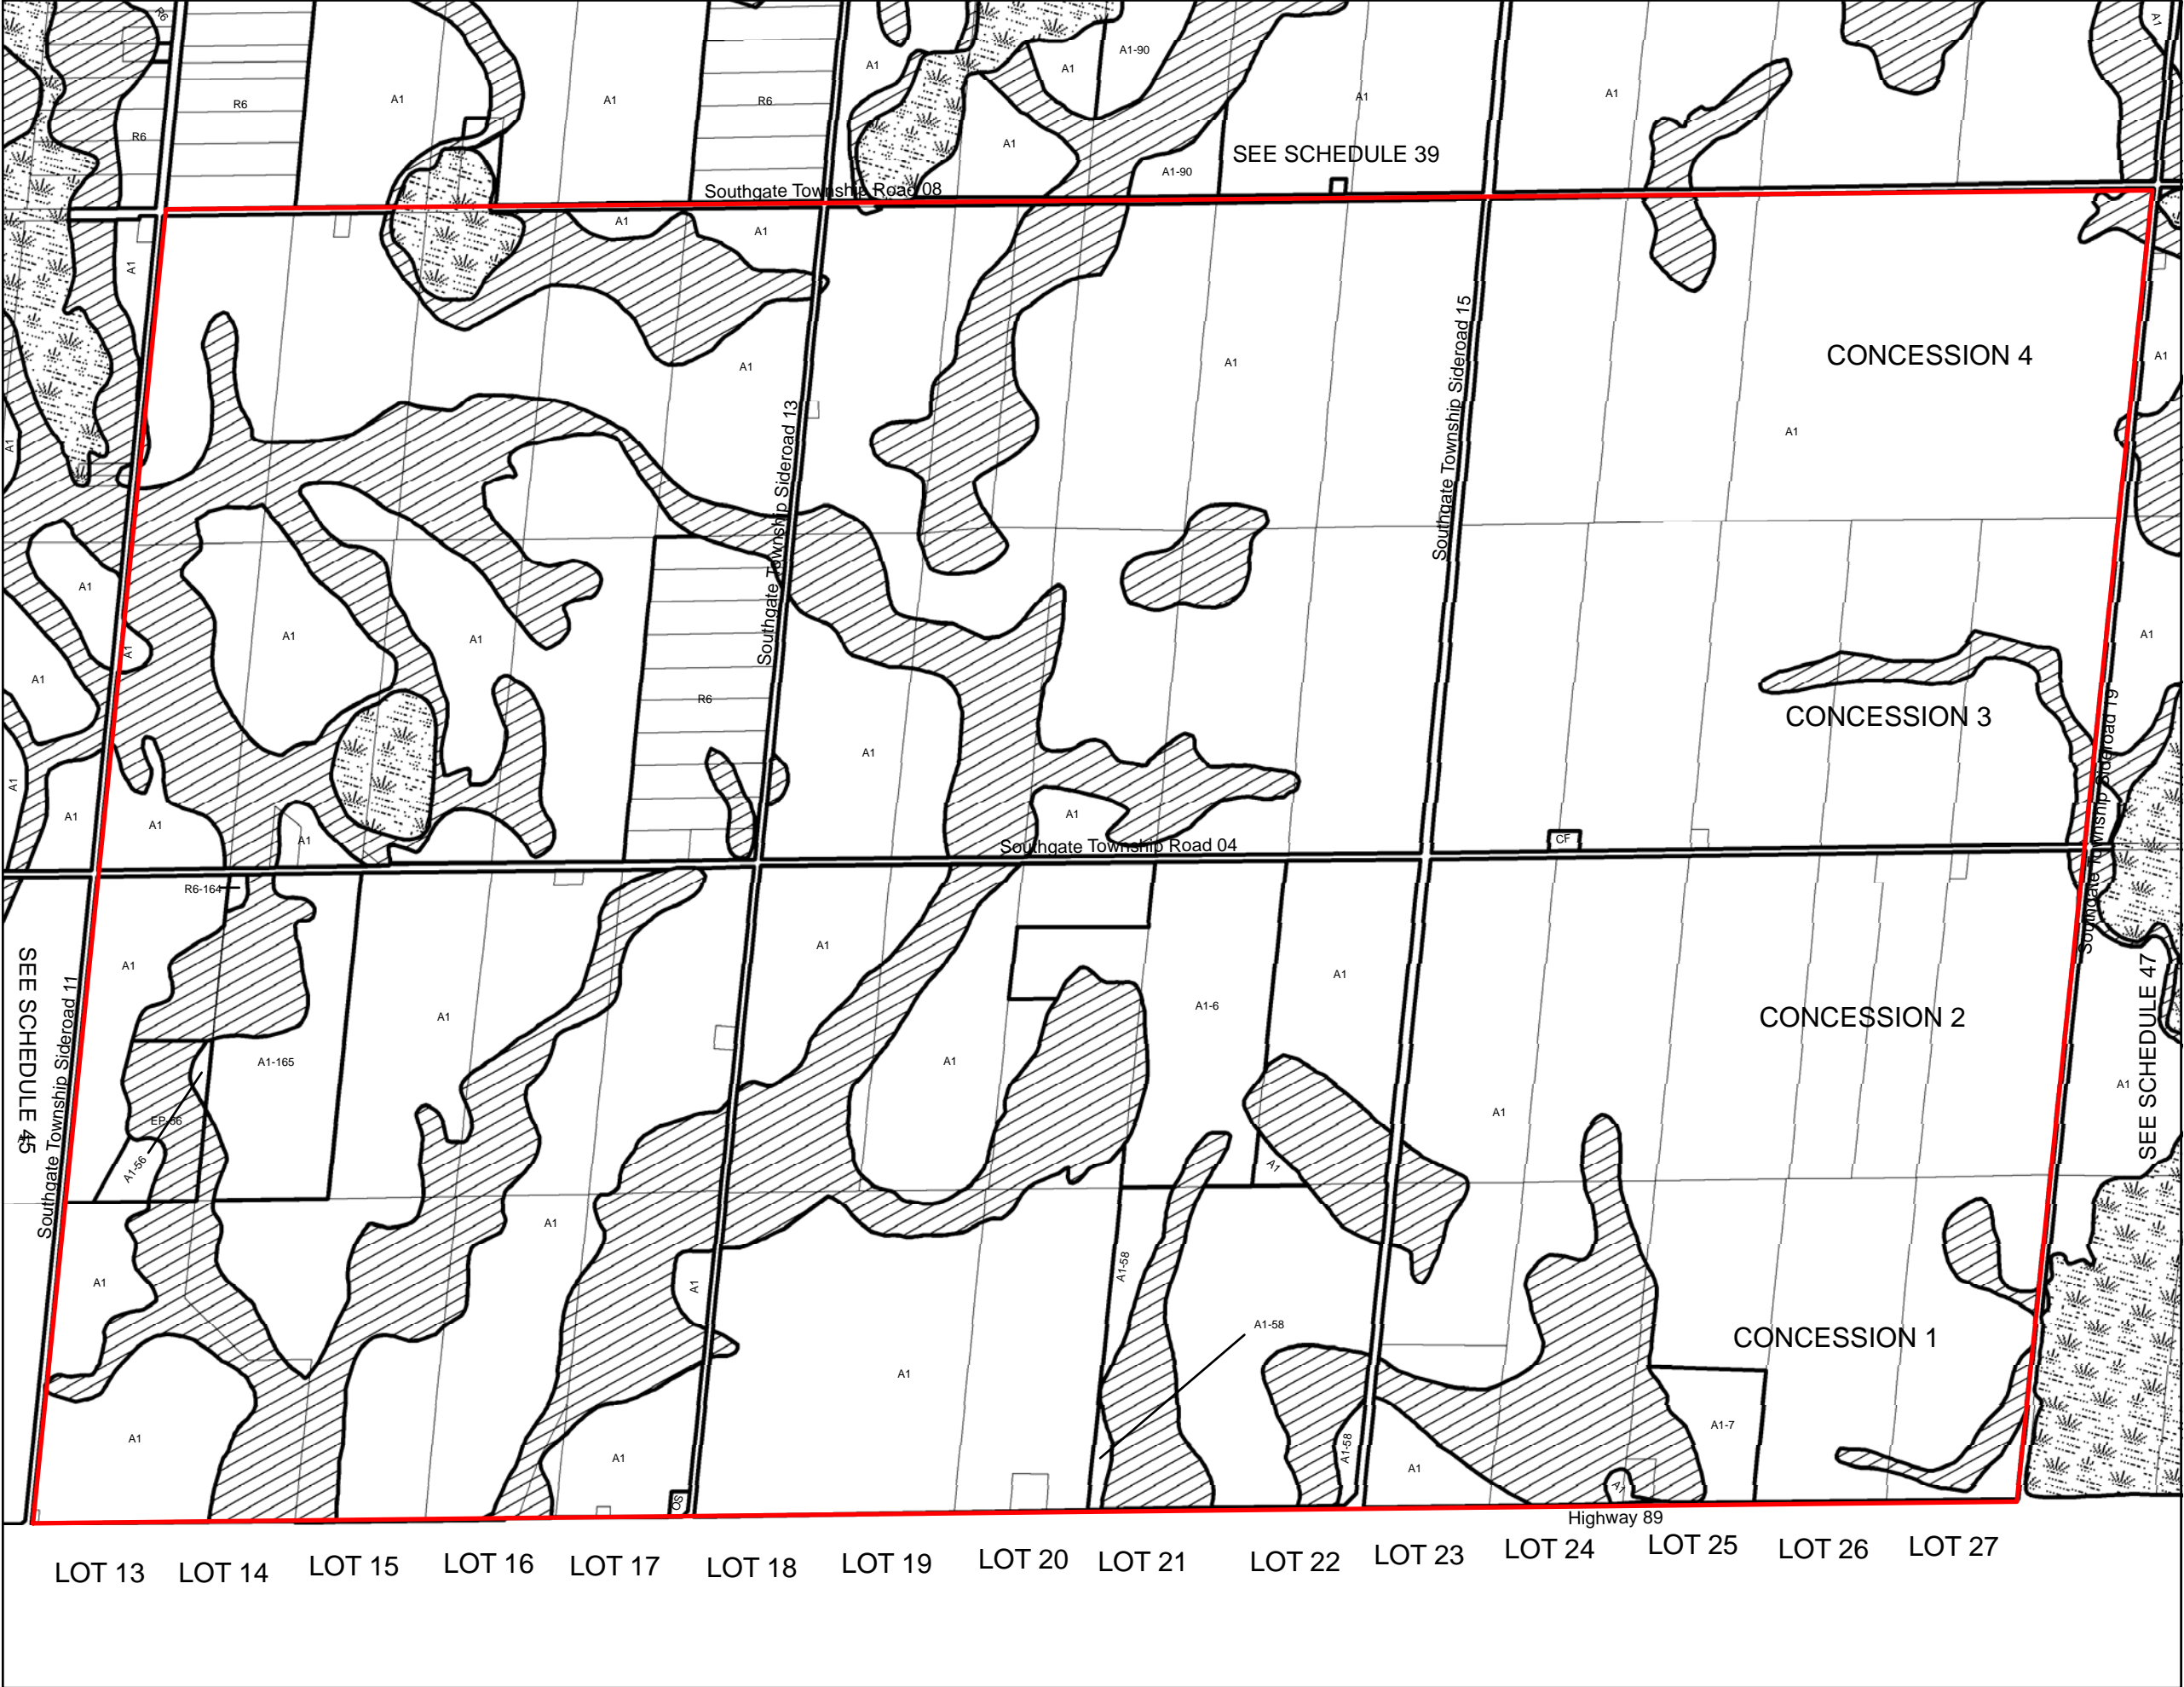 R6
A1
A1-90
A1
A1
R6
A1
A1
R6
A1
A1
A1
R6
A1
SEE SCHEDULE 39
A1-90
Southgate Township Road 08
A1
A1
A1
Southgate Township Sideroad 15
CONCESSION 4
A1
A1
A1
A1
A1
Southgate Township Sideroad 13
A1
A1
A1
A1
A1
A1
A1
R6
CONCESSION 3
Southgate Township Sideroad 19
A1
A1
A1
A1
A1
A1
CF
Southgate Township Road 04
R6-164
A1
A1
SEE SCHEDULE 45
Southgate Township Sideroad 11
A1
A1
A1-6
CONCESSION 2
SEE SCHEDULE 47
A1
A1-165
A1
A1
A1
EP-56
A1-56
A1
A1
A1
A1-58
A1
A1-58
CONCESSION 1
A1
A1-7
A1
A1-58
A1
A1
A1
OS
Highway 89
LOT 13
LOT 14
LOT 15
LOT 16
LOT 17
LOT 18
LOT 19
LOT 20
LOT 21
LOT 22
LOT 23
LOT 24
LOT 25
LOT 26
LOT 27